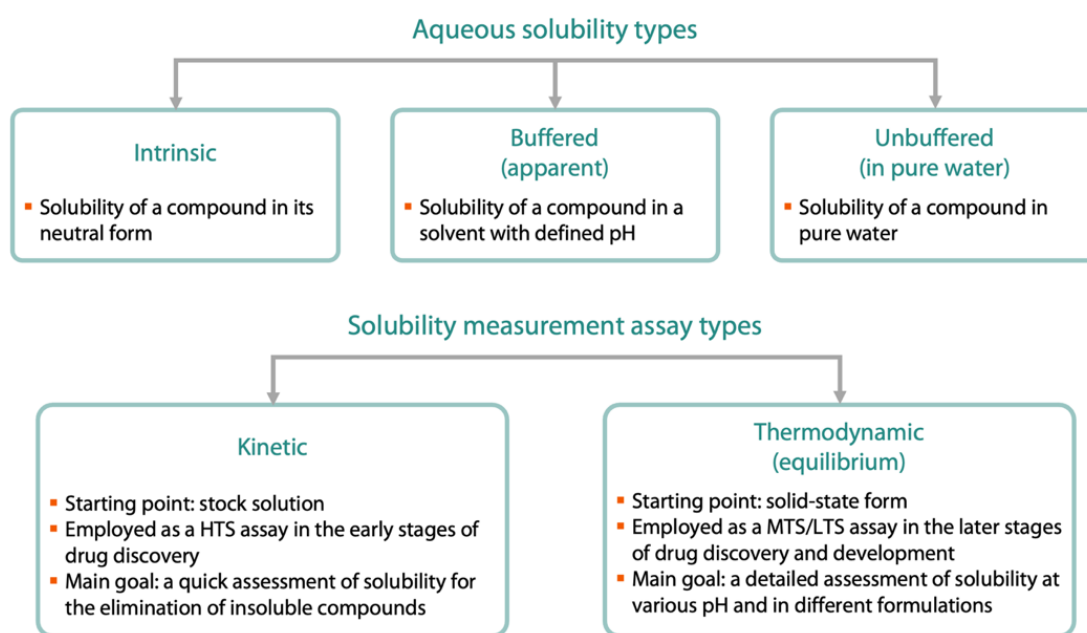 Aqueous solubility types
Intrinsic
▪ Solubility of a compound in its
neutral form
Buffered
(apparent)
▪ Solubility of a compound in a
solvent with defined pH
Unbuffered
(in pure water)
▪ Solubility of a compound in
pure water
Solubility measurement assay types
Kinetic
▪ Starting point: stock solution
▪ Employed as a HTS assay in the early stages of
drug discovery
▪ Main goal: a quick assessment of solubility for
the elimination of insoluble compounds
Thermodynamic
(equilibrium)
▪ Starting point: solid-state form
▪ Employed as a MTS/LTS assay in the later stages
of drug discovery and development
▪ Main goal: a detailed assessment of solubility at
various pH and in different formulations